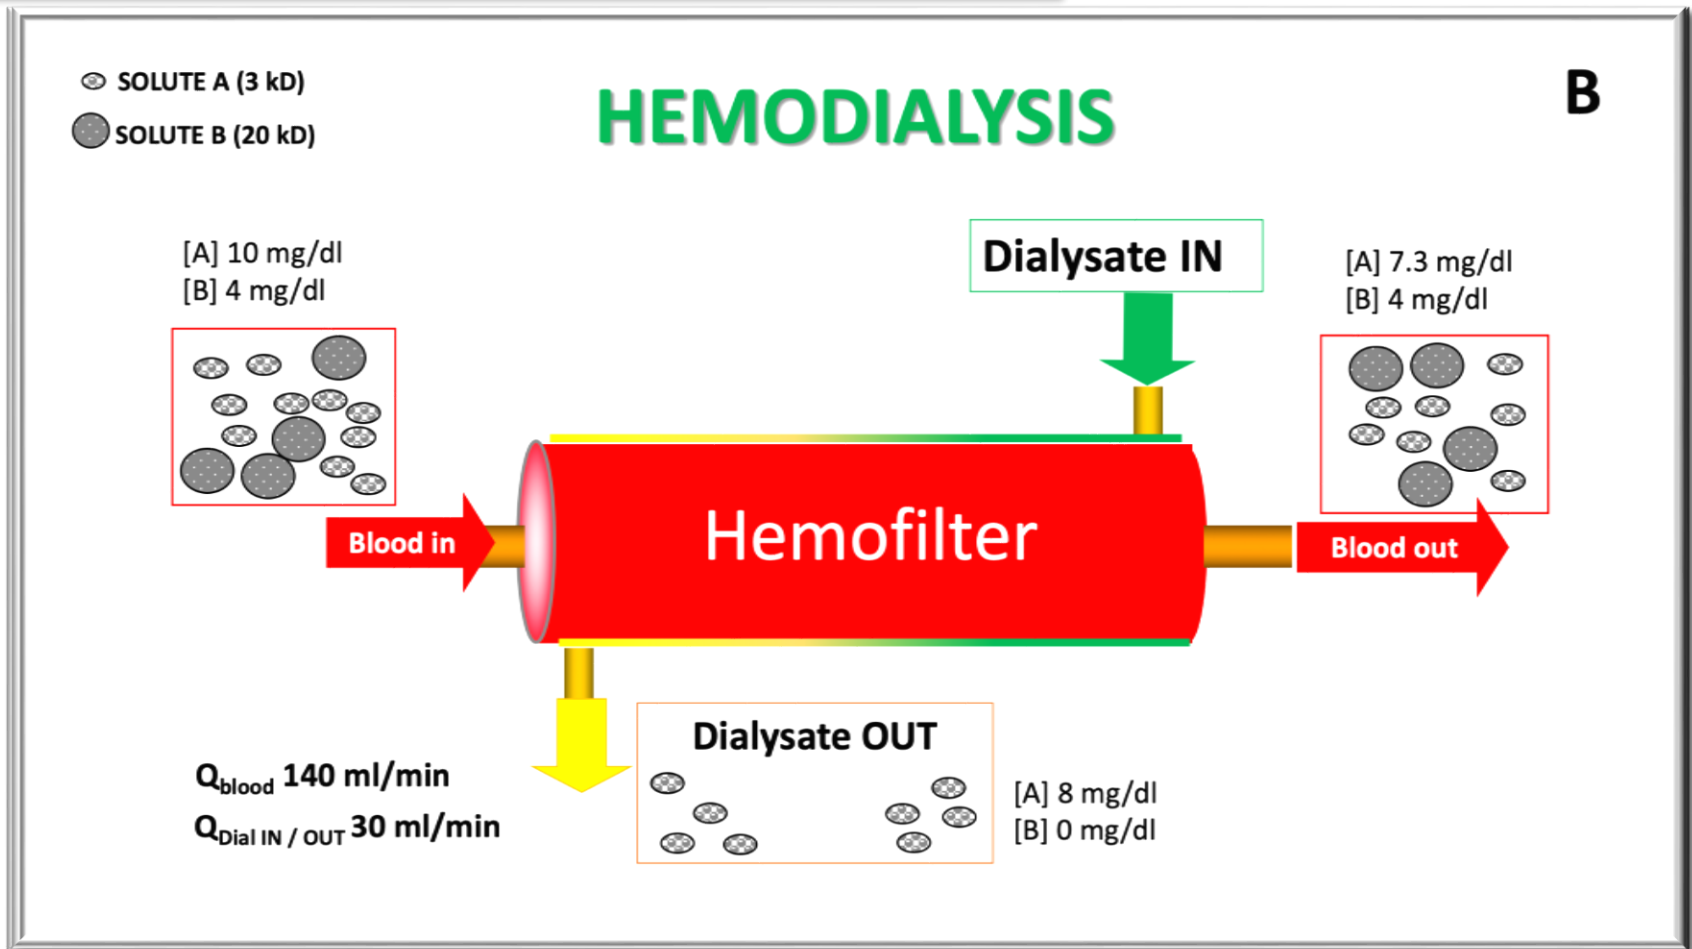 SOLUTE A (3 kD)
SOLUTE B (20 kD)
HEMODIALYSIS
B
[A] 10 mg/dl
[B] 4 mg/dl
Dialysate IN
[A] 7.3 mg/dl
[B] 4 mg/dl
Blood in
Hemofilter
Blood out
Dialysate OUT
Qblood 140 ml/min
QDial IN / OUT 30 ml/min
[A] 8 mg/dl
[B] 0 mg/dl